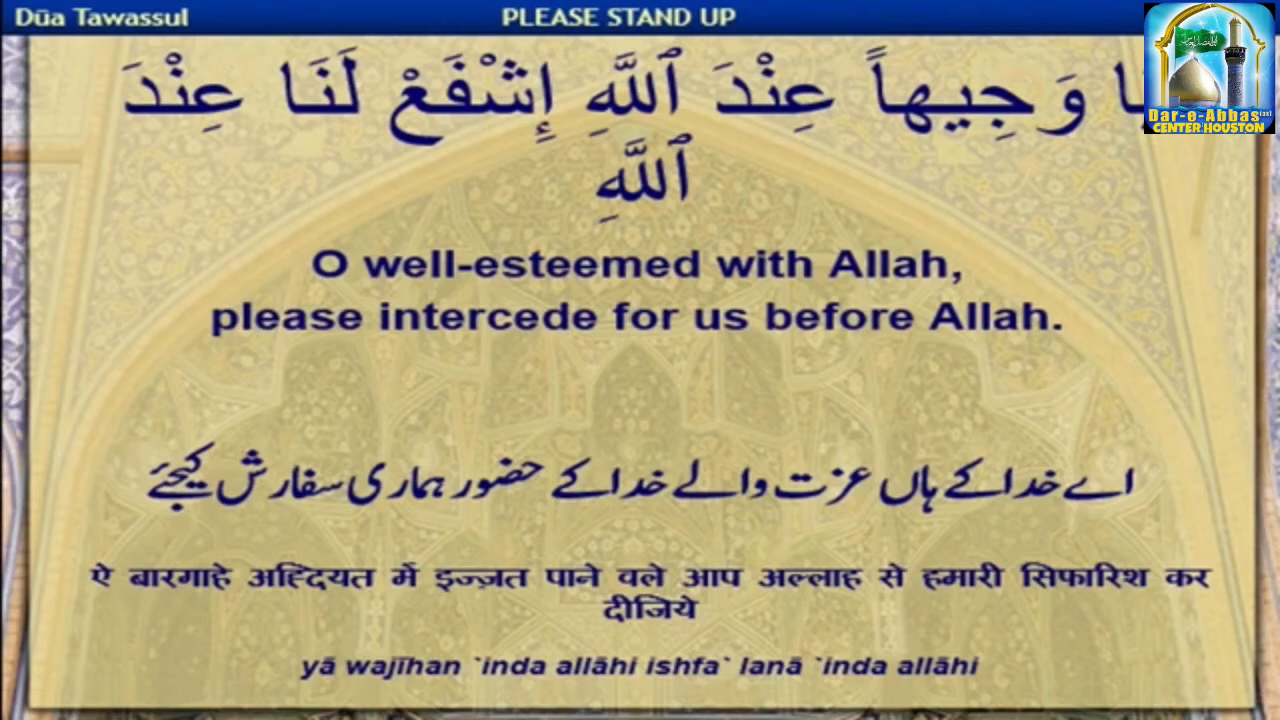 Dūa Tawassul
PLEASE STAND UP
وَجِيهاً عِنْدَ ٱللَّهِ إِشْفَعْ لَنَا عِنْدَ
ٱللَّهِ
Dar-e-Abbas(as)
CENTER HOUSTON
O well-esteemed with Allah,
please intercede for us before Allah.
اے خدا کے ہاں عزت والے خدا کے حضور ہماری سفارش کیجئے
ऐ बारगाहे अह्दियत में इज्ज़त पाने वले आप अल्लाह से हमारी सिफारिश कर
दीजिये
yā wajīhan `inda allāhi ishfa` lanā `inda allāhi